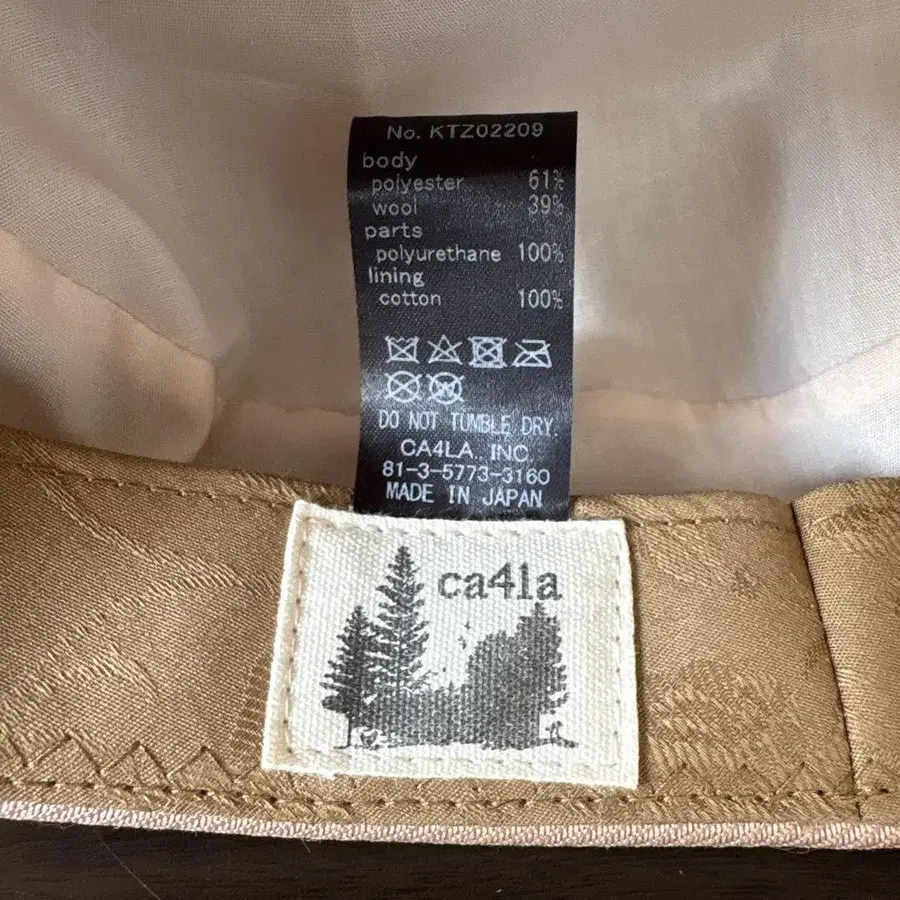 No. KTZ02209
body
polyester 61%
wool 39%
parts
polyurethane 100%
lining
cotton 100%
DO NOT TUMBLE DRY.
CA4LA. INC.
81-3-5773-3160
MADE IN JAPAN
ca4la